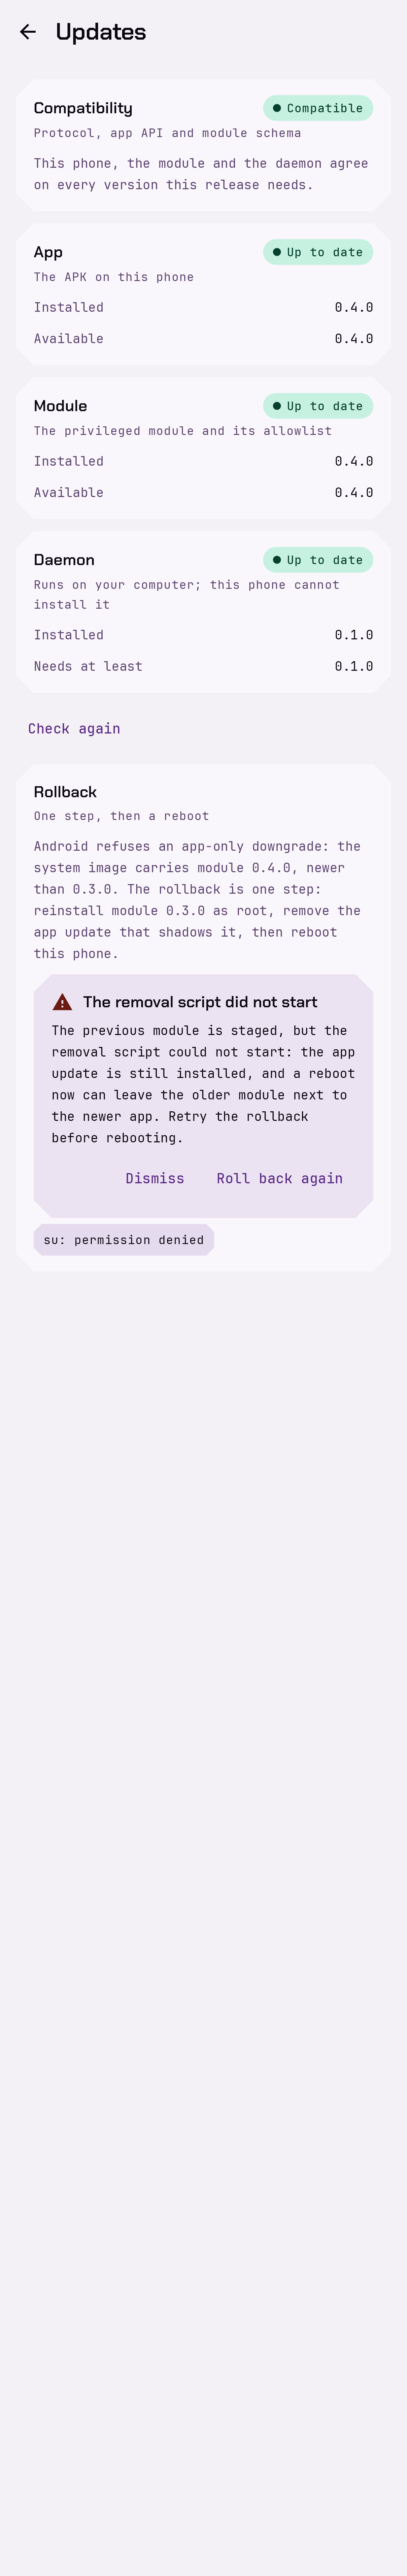 Updates
Compatibility
Compatible
Protocol, app API and module schema
This phone, the module and the daemon agree
on every version this release needs.
App
Up to date
The APK on this phone
Installed 0.4.0
Available 0.4.0
Module
Up to date
The privileged module and its allowlist
Installed 0.4.0
Available 0.4.0
Daemon
Up to date
Runs on your computer; this phone cannot
install it
Installed 0.1.0
Needs at least 0.1.0
Check again
Rollback
One step, then a reboot
Android refuses an app-only downgrade: the
system image carries module 0.4.0, newer
than 0.3.0. The rollback is one step:
reinstall module 0.3.0 as root, remove the
app update that shadows it, then reboot
this phone.
The removal script did not start
The previous module is staged, but the
removal script could not start: the app
update is still installed, and a reboot
now can leave the older module next to
the newer app. Retry the rollback
before rebooting.
Dismiss Roll back again
su: permission denied